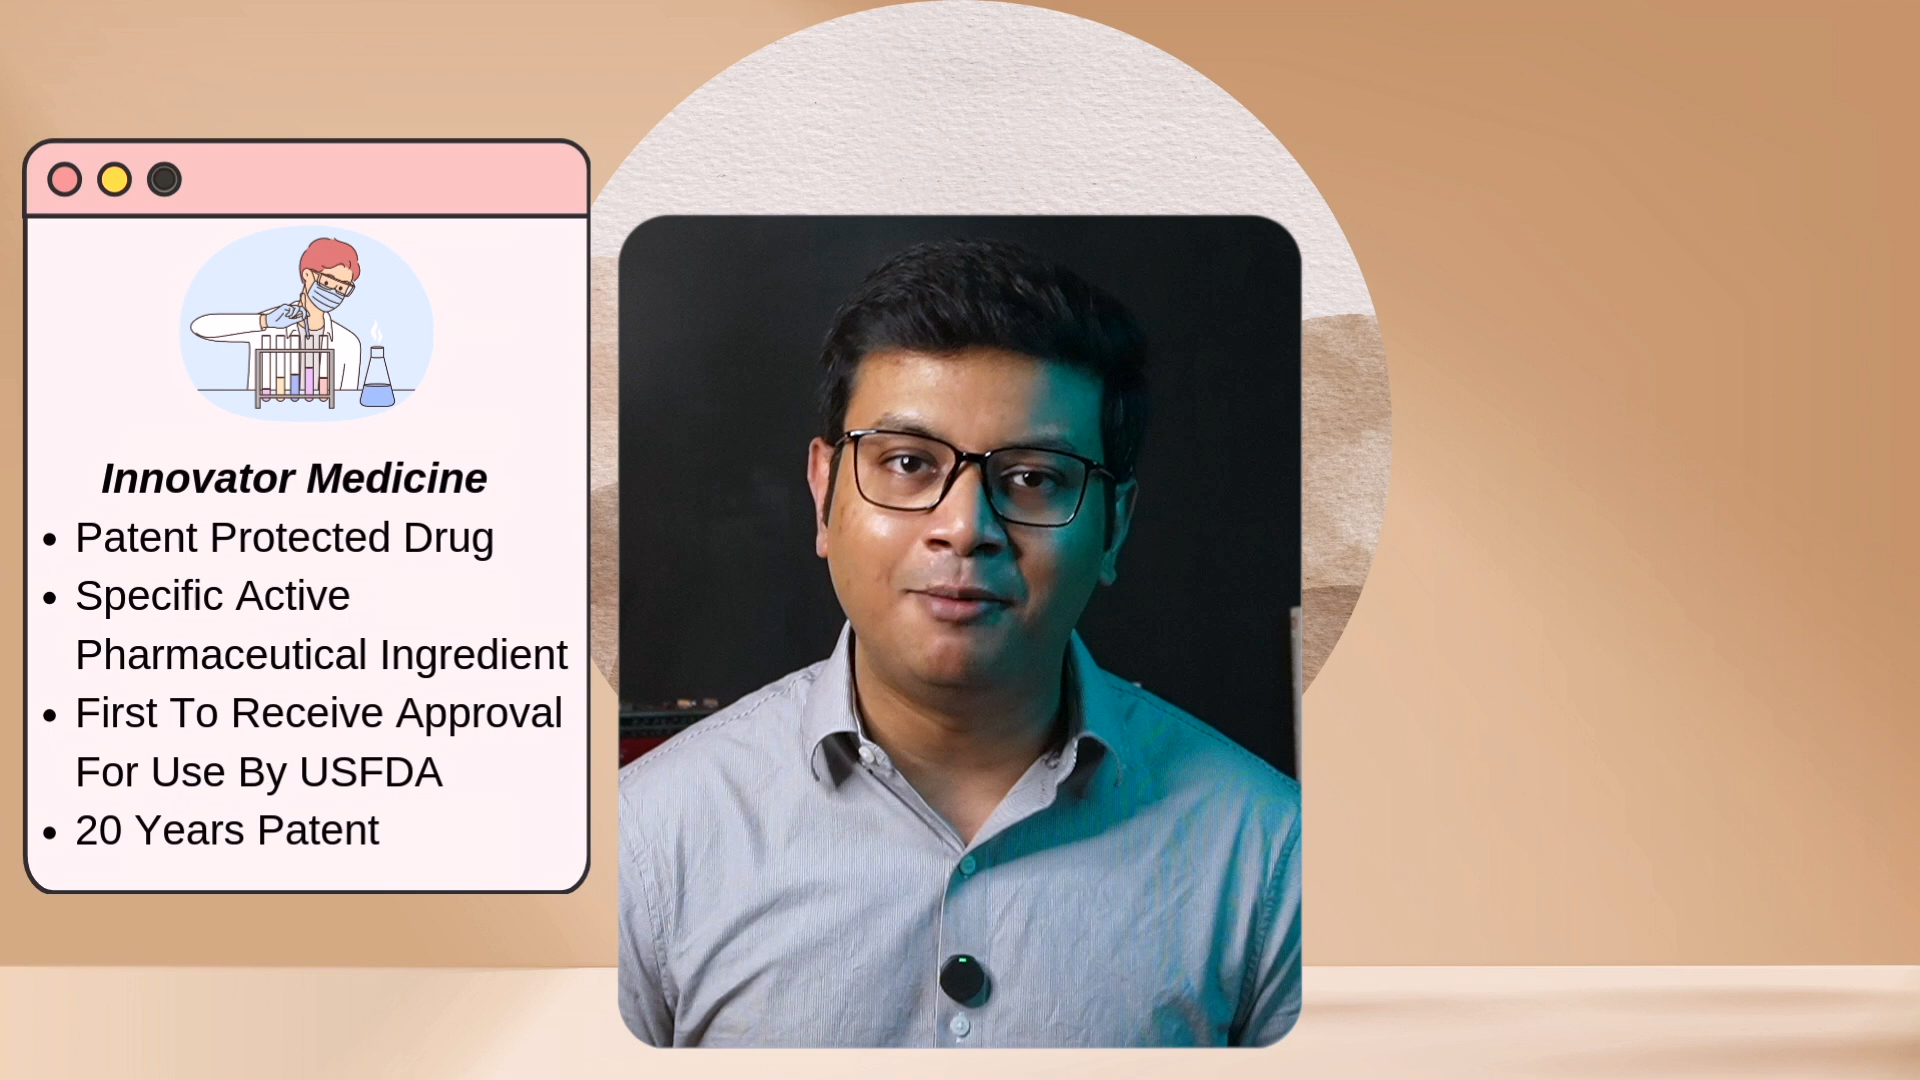 Innovator Medicine
• Patent Protected Drug
• Specific Active
Pharmaceutical Ingredient
• First To Receive Approval
For Use By USFDA
• 20 Years Patent